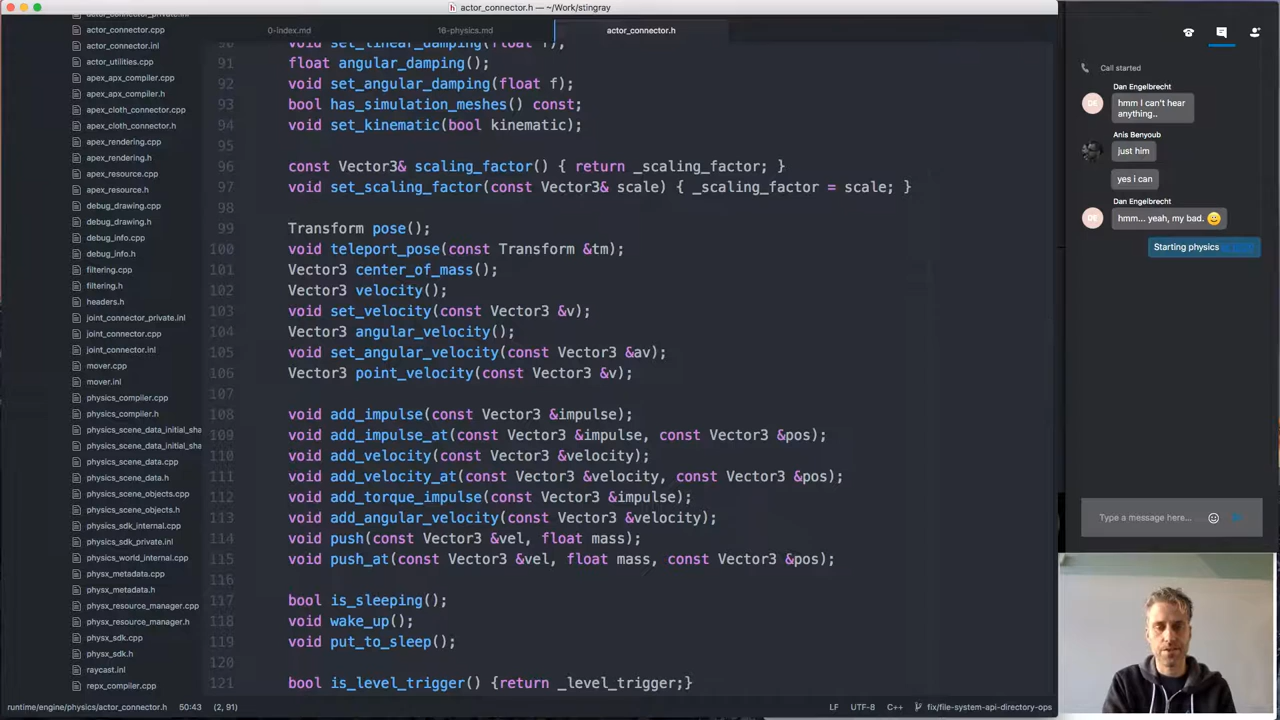 actor_connector.h — ~/Work/stingray
0-index.md
16-physics.md
actor_connector.h
actor_connector_private.inl
actor_connector.cpp
actor_connector.inl
actor_utilities.cpp
apex_apx_compiler.cpp
apex_apx_compiler.h
apex_cloth_connector.cpp
apex_cloth_connector.h
apex_rendering.cpp
apex_rendering.h
apex_resource.cpp
apex_resource.h
debug_drawing.cpp
debug_drawing.h
debug_info.cpp
debug_info.h
filtering.cpp
filtering.h
headers.h
joint_connector_private.inl
joint_connector.cpp
joint_connector.inl
mover.cpp
mover.inl
physics_compiler.cpp
physics_compiler.h
physics_scene_data_initial_sha
physics_scene_data_initial_sha
physics_scene_data.cpp
physics_scene_data.h
physics_scene_objects.cpp
physics_scene_objects.h
physics_sdk_internal.cpp
physics_sdk_private.inl
physics_world_internal.cpp
physx_metadata.cpp
physx_metadata.h
physx_resource_manager.cpp
physx_resource_manager.h
physx_sdk.cpp
physx_sdk.h
raycast.inl
repx_compiler.cpp
90 void set_linear_damping(float f);
91 float angular_damping();
92 void set_angular_damping(float f);
93 bool has_simulation_meshes() const;
94 void set_kinematic(bool kinematic);
95
96 const Vector3& scaling_factor() { return _scaling_factor; }
97 void set_scaling_factor(const Vector3& scale) { _scaling_factor = scale; }
98
99 Transform pose();
100 void teleport_pose(const Transform &tm);
101 Vector3 center_of_mass();
102 Vector3 velocity();
103 void set_velocity(const Vector3 &v);
104 Vector3 angular_velocity();
105 void set_angular_velocity(const Vector3 &av);
106 Vector3 point_velocity(const Vector3 &v);
107
108 void add_impulse(const Vector3 &impulse);
109 void add_impulse_at(const Vector3 &impulse, const Vector3 &pos);
110 void add_velocity(const Vector3 &velocity);
111 void add_velocity_at(const Vector3 &velocity, const Vector3 &pos);
112 void add_torque_impulse(const Vector3 &impulse);
113 void add_angular_velocity(const Vector3 &velocity);
114 void push(const Vector3 &vel, float mass);
115 void push_at(const Vector3 &vel, float mass, const Vector3 &pos);
116
117 bool is_sleeping();
118 void wake_up();
119 void put_to_sleep();
120
121 bool is_level_trigger() {return _level_trigger;}
runtime/engine/physics/actor_connector.h 50:43 (2, 91)
LF UTF-8 C++ fix/file-system-api-directory-ops
Call started
Dan Engelbrecht
DE
hmm I can't hear
anything..
Anis Benyoub
just him
yes i can
Dan Engelbrecht
DE
hmm... yeah, my bad. 😀
Starting physics
Type a message here...